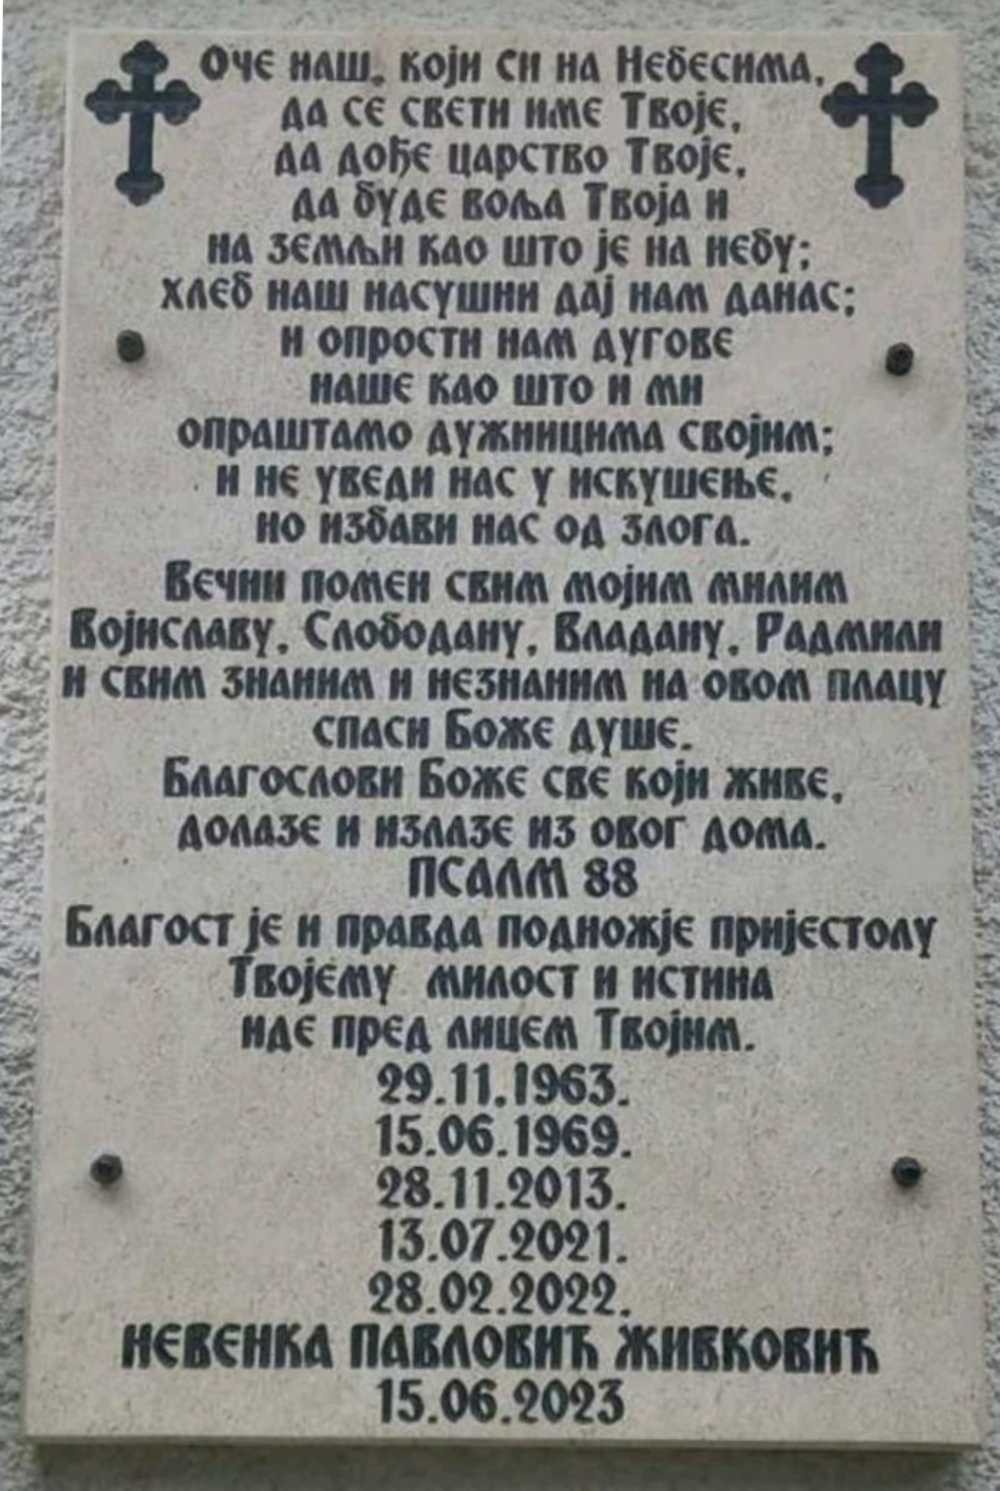 Оче наш, који си на Небесима,
да се свети име Твоје,
да дође царство Твоје,
да буде воља Твоја и
на земљи као што је на небу;
хлеб наш насушни дај нам данас;
и опрости нам дугове
наше као што и ми
опраштамо дужницима својим;
и не уведи нас у искушење,
но избави нас од злога.
Вечни помен свим мојим милим
Војиславу, Слободану, Владану, Радмили
и свим знаним и незнаним на овом плацу
спаси Боже душе.
Благослови Боже све који живе,
долазе и излазе из овог дома.
ПСАЛМ 88
Благост је и правда подножје пријестолу
Твојему милост и истина
иде пред лицем Твојим.
29.11.1963.
15.06.1969.
28.11.2013.
13.07.2021.
28.02.2022.
НЕВЕНКА ПАВЛОВИЋ ЖИВКОВИЋ
15.06.2023